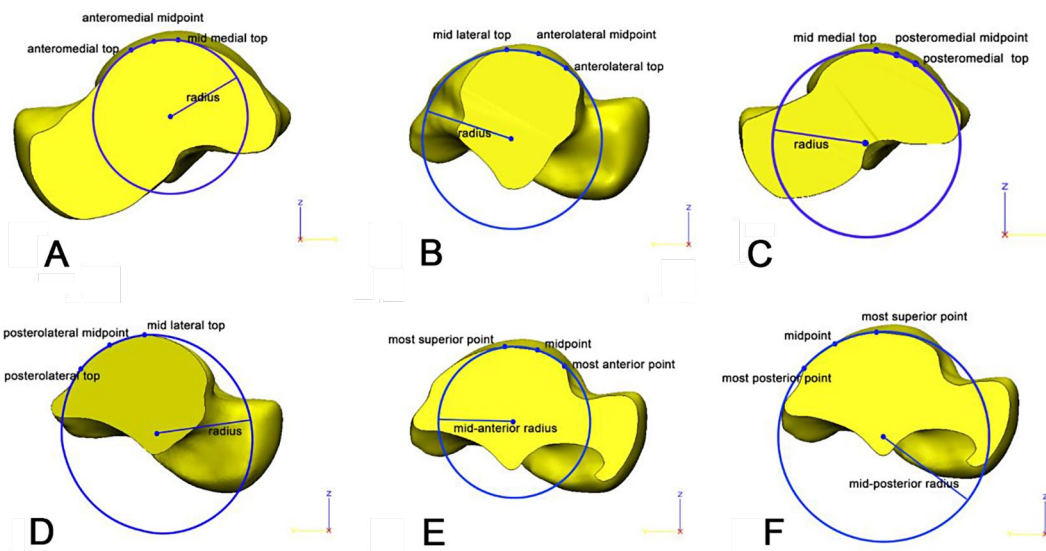 anteromedial midpoint
anteromedial top
mid medial top
radius
z
A
mid lateral top
anterolateral midpoint
anterolateral top
radius
z
x
B
mid medial top
posteromedial midpoint
posteromedial top
radius
z
x
C
posterolateral midpoint
mid lateral top
posterolateral top
radius
z
x
D
most superior point
midpoint
most anterior point
mid-anterior radius
z
x
E
most superior point
midpoint
most posterior point
mid-posterior radius
z
x
F